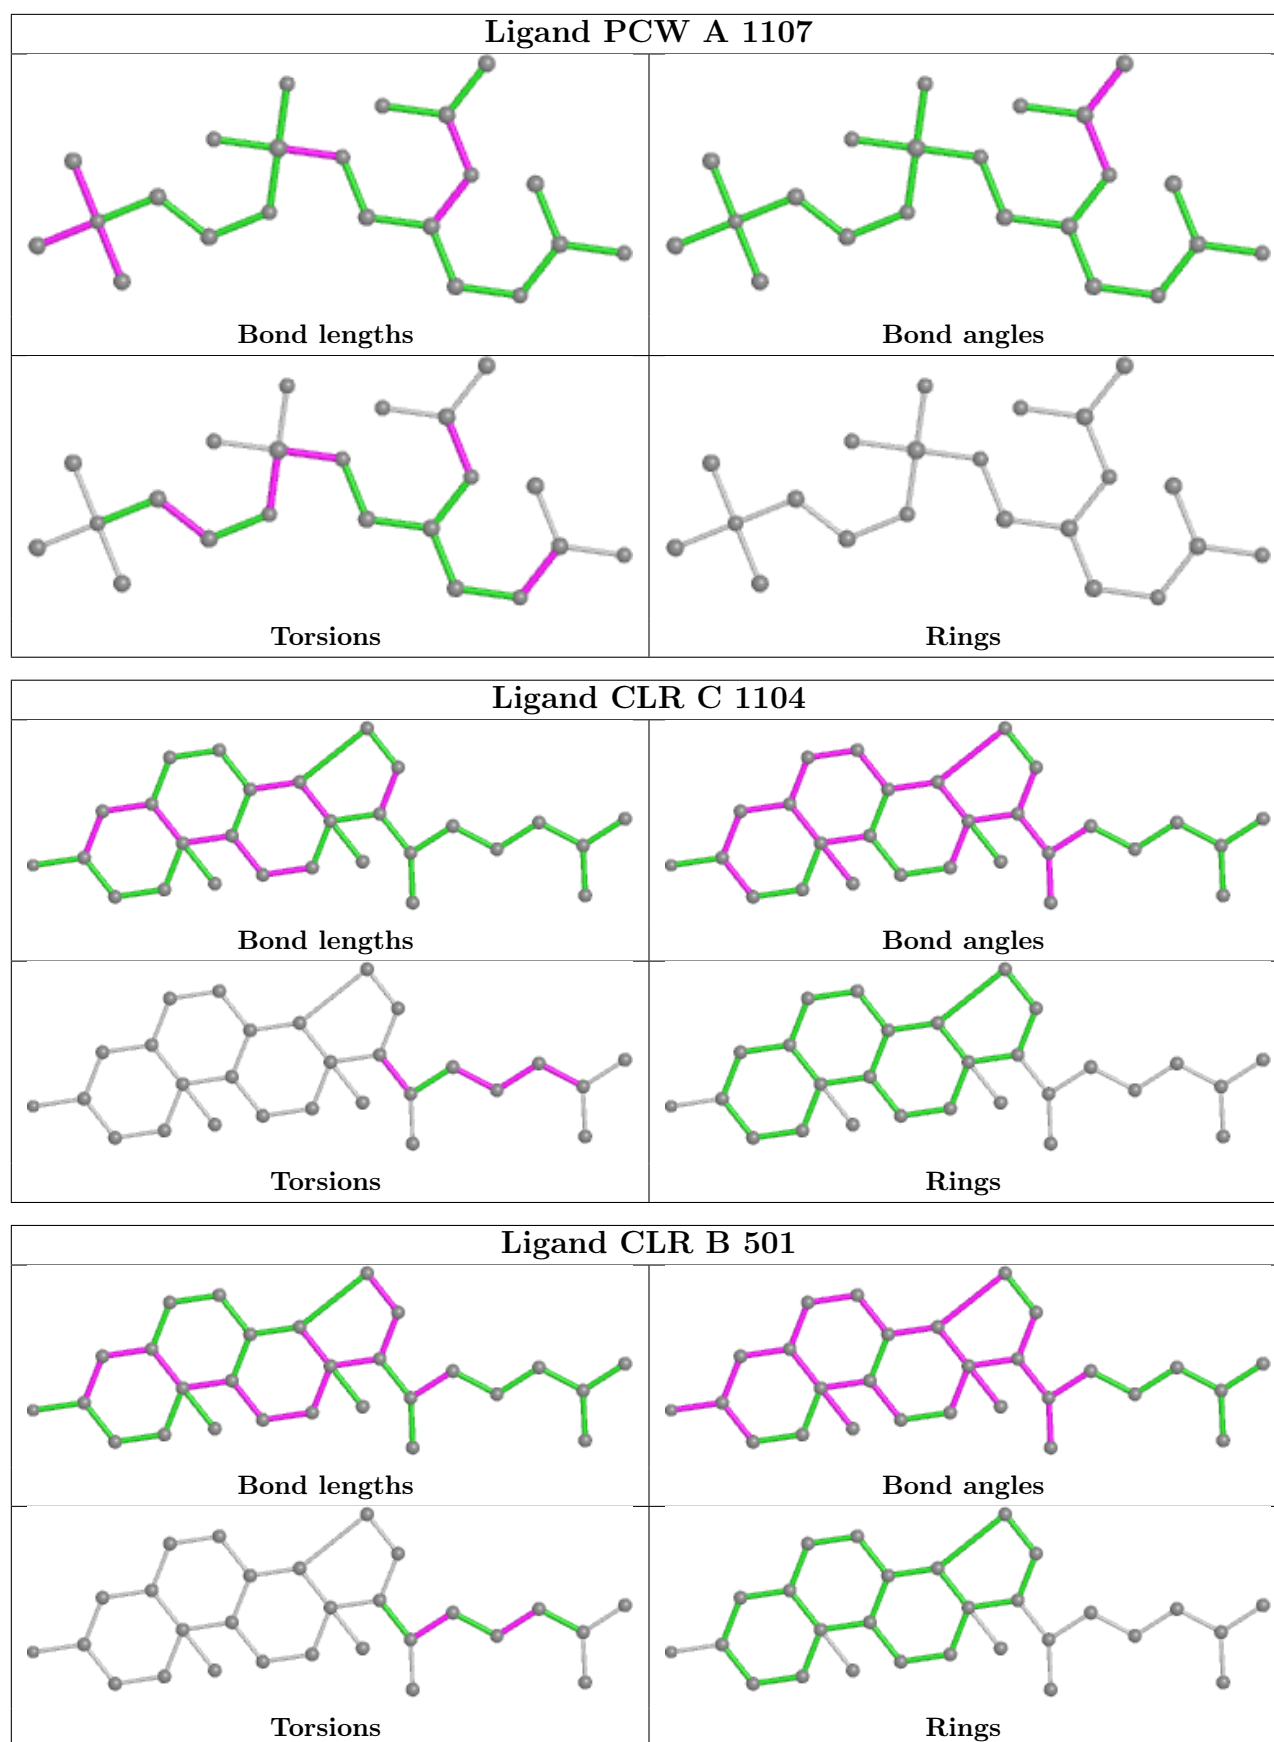 Ligand PCW A 1107
Bond lengths
Bond angles
Torsions
Rings
Ligand CLR C 1104
Bond lengths
Bond angles
Torsions
Rings
Ligand CLR B 501
Bond lengths
Bond angles
Torsions
Rings